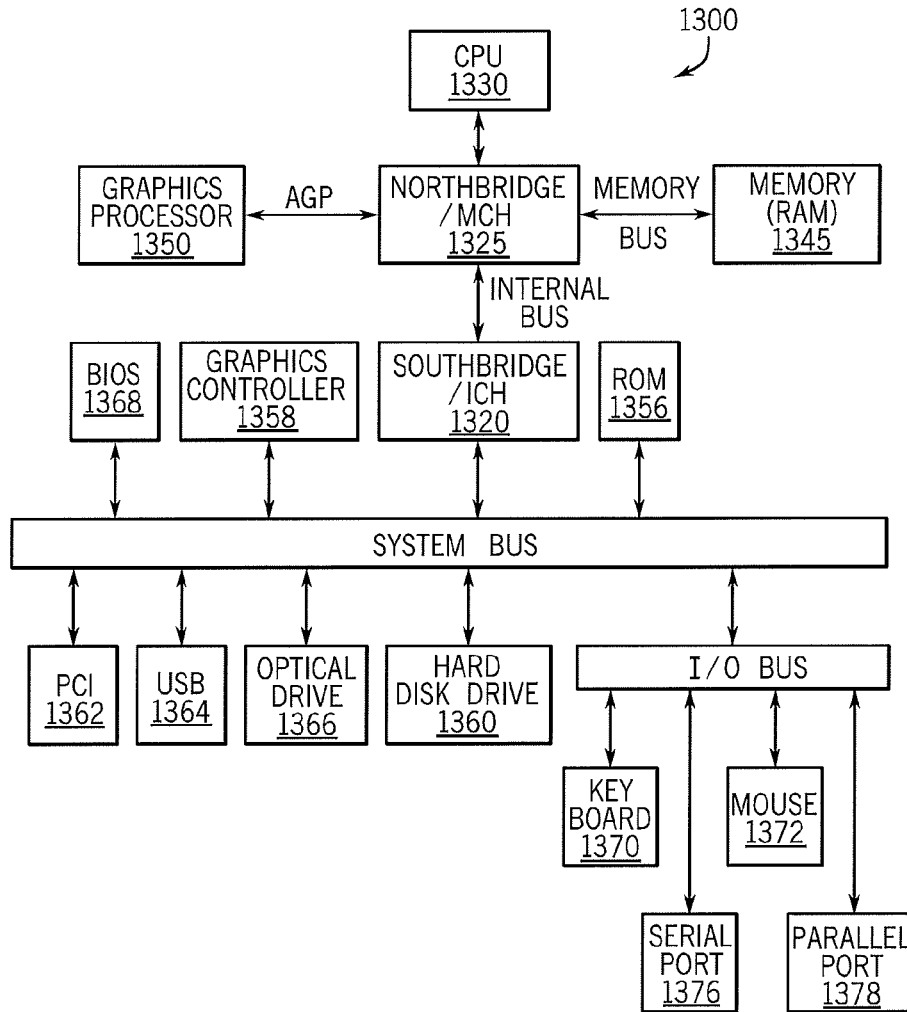 1300
CPU
1330
GRAPHICS
PROCESSOR
1350
AGP
NORTHBRIDGE
/MCH
1325
MEMORY
BUS
MEMORY
(RAM)
1345
INTERNAL
BUS
BIOS
1368
GRAPHICS
CONTROLLER
1358
SOUTHBRIDGE
/ICH
1320
ROM
1356
SYSTEM BUS
PCI
1362
USB
1364
OPTICAL
DRIVE
1366
HARD
DISK DRIVE
1360
I/O BUS
KEY
BOARD
1370
MOUSE
1372
SERIAL
PORT
1376
PARALLEL
PORT
1378